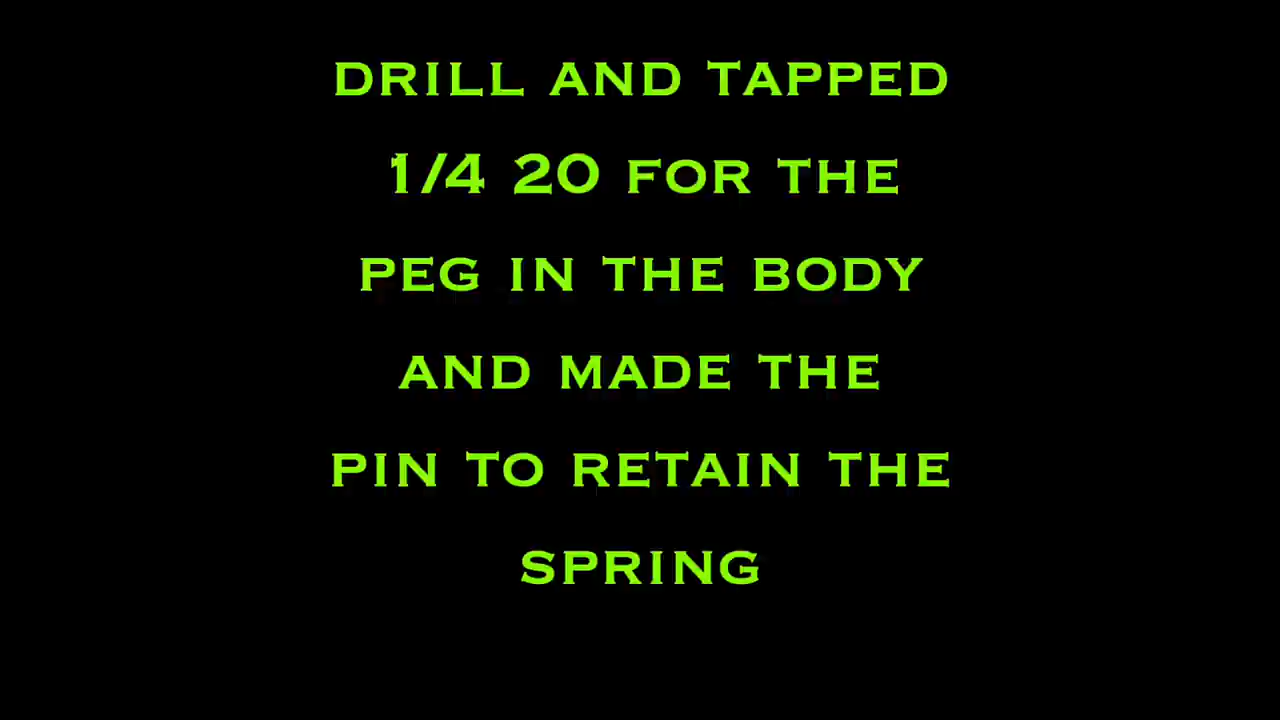 DRILL AND TAPPED
1/4 20 FOR THE
PEG IN THE BODY
AND MADE THE
PIN TO RETAIN THE
SPRING